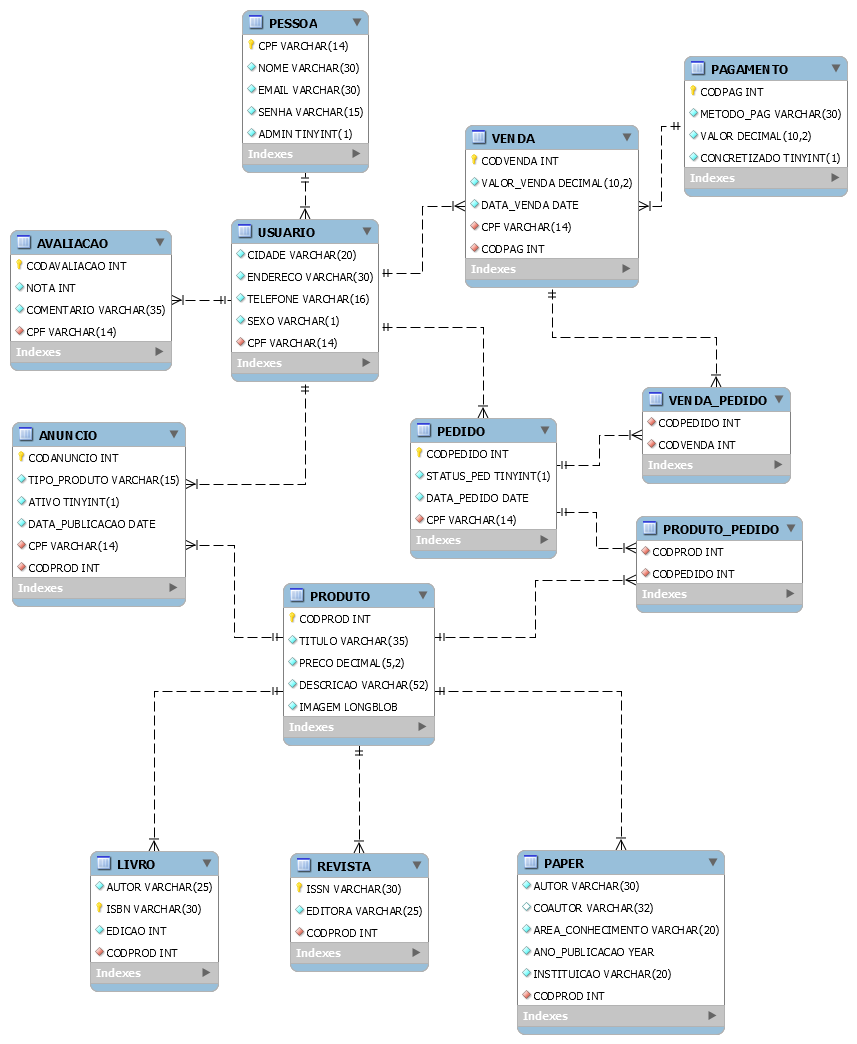 PESSOA
CPF VARCHAR(14)
NOME VARCHAR(30)
EMAIL VARCHAR(30)
SENHA VARCHAR(15)
ADMIN TINYINT(1)
Indexes
PAGAMENTO
CODPAG INT
METODO_PAG VARCHAR(30)
VALOR DECIMAL(10,2)
CONCRETIZADO TINYINT(1)
Indexes
VENDA
CODVENDA INT
VALOR_VENDA DECIMAL(10,2)
DATA_VENDA DATE
CPF VARCHAR(14)
CODPAG INT
Indexes
USUARIO
CIDADE VARCHAR(20)
ENDERECO VARCHAR(30)
TELEFONE VARCHAR(16)
SEXO VARCHAR(1)
CPF VARCHAR(14)
Indexes
AVALIACAO
CODAVALIACAO INT
NOTA INT
COMENTARIO VARCHAR(35)
CPF VARCHAR(14)
Indexes
VENDA_PEDIDO
CODPEDIDO INT
CODVENDA INT
Indexes
ANUNCIO
CODANUNCIO INT
TIPO_PRODUTO VARCHAR(15)
ATIVO TINYINT(1)
DATA_PUBLICACAO DATE
CPF VARCHAR(14)
CODPROD INT
Indexes
PEDIDO
CODPEDIDO INT
STATUS_PED TINYINT(1)
DATA_PEDIDO DATE
CPF VARCHAR(14)
Indexes
PRODUTO_PEDIDO
CODPROD INT
CODPEDIDO INT
Indexes
PRODUTO
CODPROD INT
TITULO VARCHAR(35)
PRECO DECIMAL(5,2)
DESCRICAO VARCHAR(52)
IMAGEM LONGBLOB
Indexes
LIVRO
AUTOR VARCHAR(25)
ISBN VARCHAR(30)
EDICAO INT
CODPROD INT
Indexes
REVISTA
ISSN VARCHAR(30)
EDITORA VARCHAR(25)
CODPROD INT
Indexes
PAPER
AUTOR VARCHAR(30)
COAUTOR VARCHAR(32)
AREA_CONHECIMENTO VARCHAR(20)
ANO_PUBLICACAO YEAR
INSTITUICAO VARCHAR(20)
CODPROD INT
Indexes